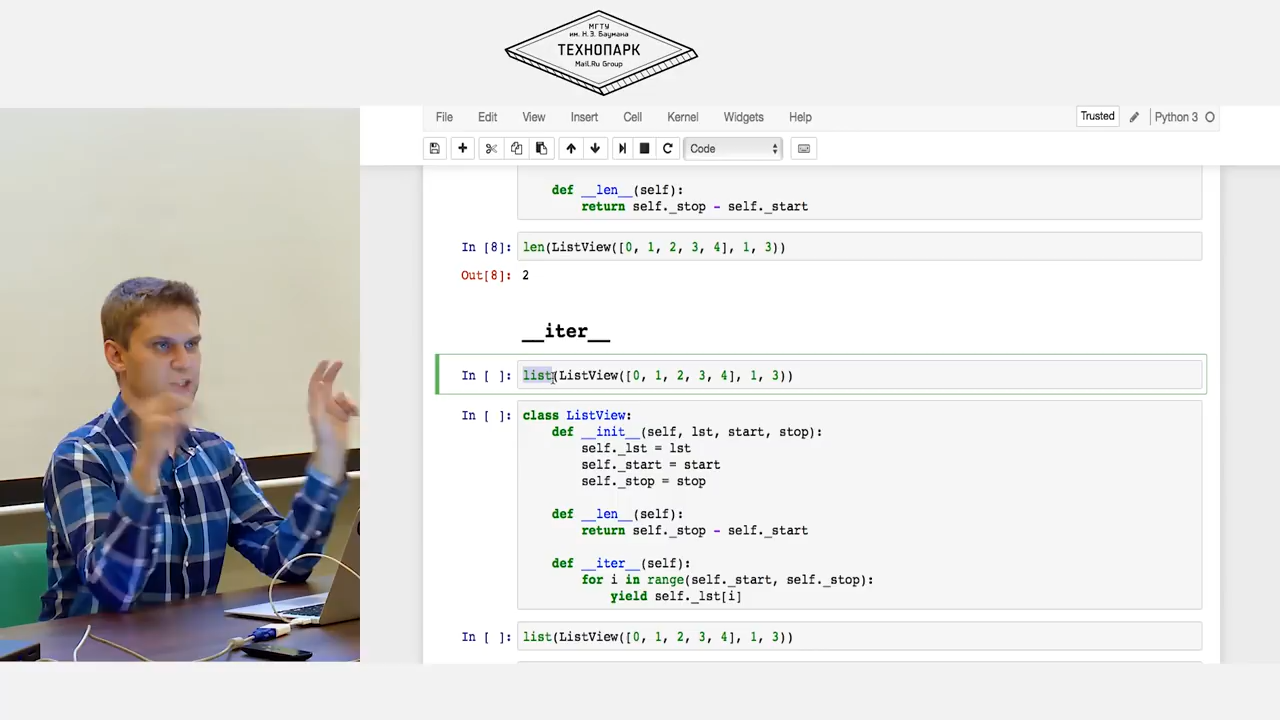 МГТУ
им. Н.Э. Баумана
ТЕХНОПАРК
Mail.Ru Group
File Edit View Insert Cell Kernel Widgets Help Trusted Python 3
Code
def __len__(self):
return self._stop - self._start
In [8]: len(ListView([0, 1, 2, 3, 4], 1, 3))
Out[8]: 2
__iter__
In [ ]: list(ListView([0, 1, 2, 3, 4], 1, 3))
In [ ]: class ListView:
def __init__(self, lst, start, stop):
self._lst = lst
self._start = start
self._stop = stop
def __len__(self):
return self._stop - self._start
def __iter__(self):
for i in range(self._start, self._stop):
yield self._lst[i]
In [ ]: list(ListView([0, 1, 2, 3, 4], 1, 3))